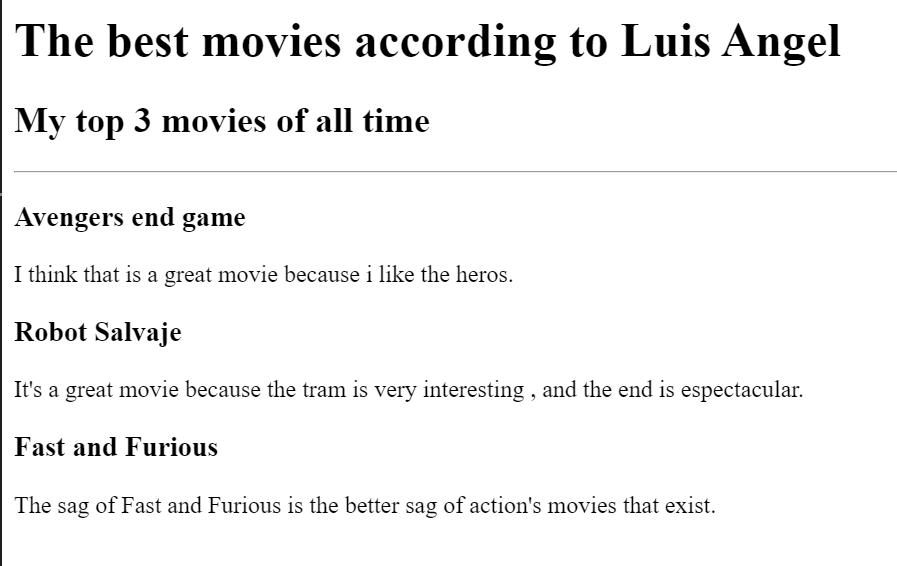 The best movies according to Luis Angel
My top 3 movies of all time
Avengers end game
I think that is a great movie because i like the heros.
Robot Salvaje
It's a great movie because the tram is very interesting , and the end is espectacular.
Fast and Furious
The sag of Fast and Furious is the better sag of action's movies that exist.